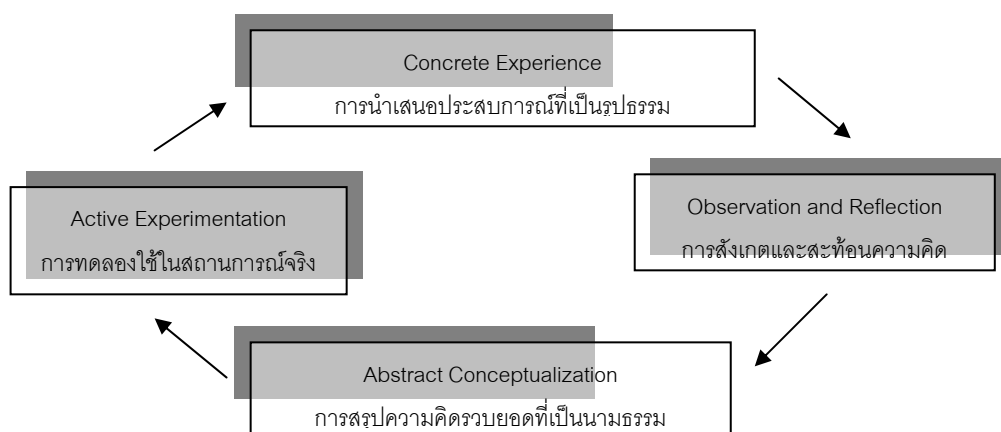 Concrete Experience
การนำเสนอประสบการณ์ที่เป็นรูปธรรม
Active Experimentation
การทดลองใช้ในสถานการณ์จริง
Observation and Reflection
การสังเกตและสะท้อนความคิด
Abstract Conceptualization
การสรุปความคิดรวบยอดที่เป็นนามธรรม